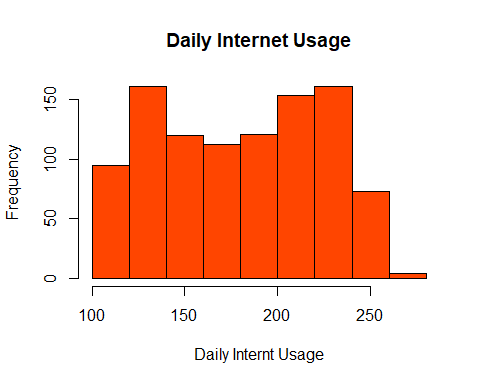 Daily Internet Usage
Frequency
150
100
50
0
100 150 200 250
Daily Internt Usage